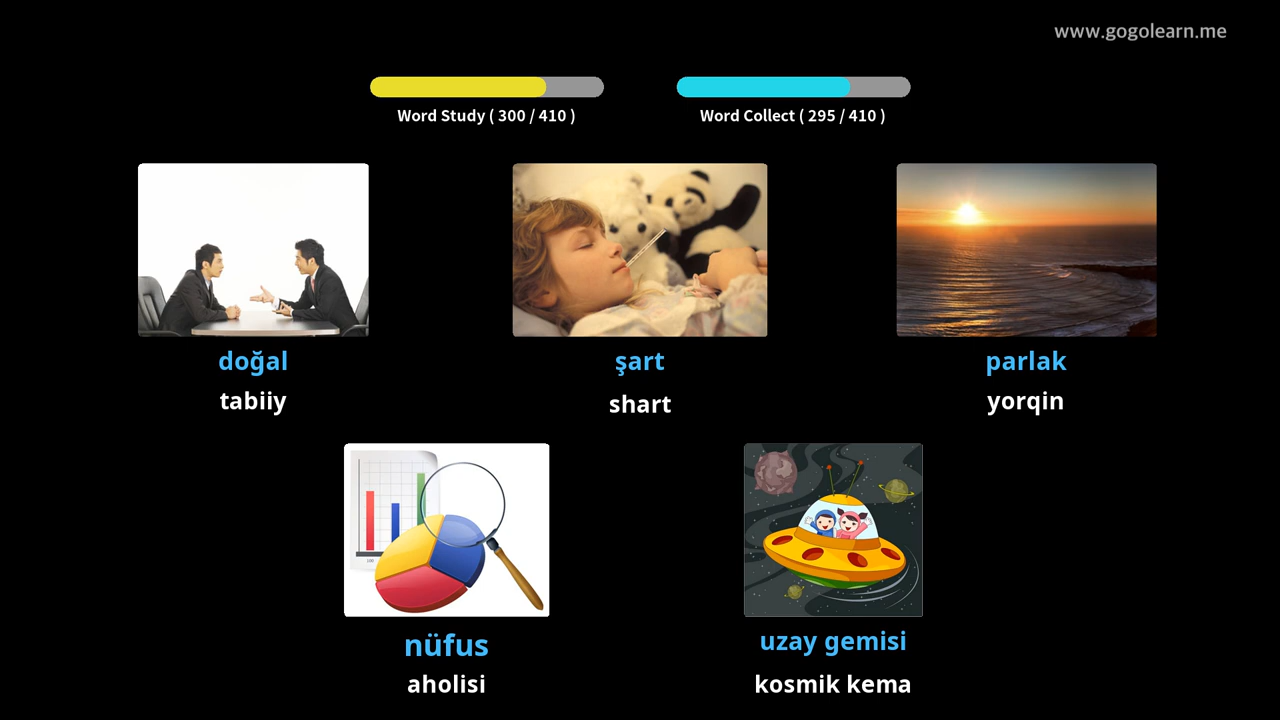 www.gogolearn.me
Word Study ( 300 / 410 )
Word Collect ( 295 / 410 )
doğal
tabiiy
şart
shart
parlak
yorqin
nüfus
aholisi
uzay gemisi
kosmik kema